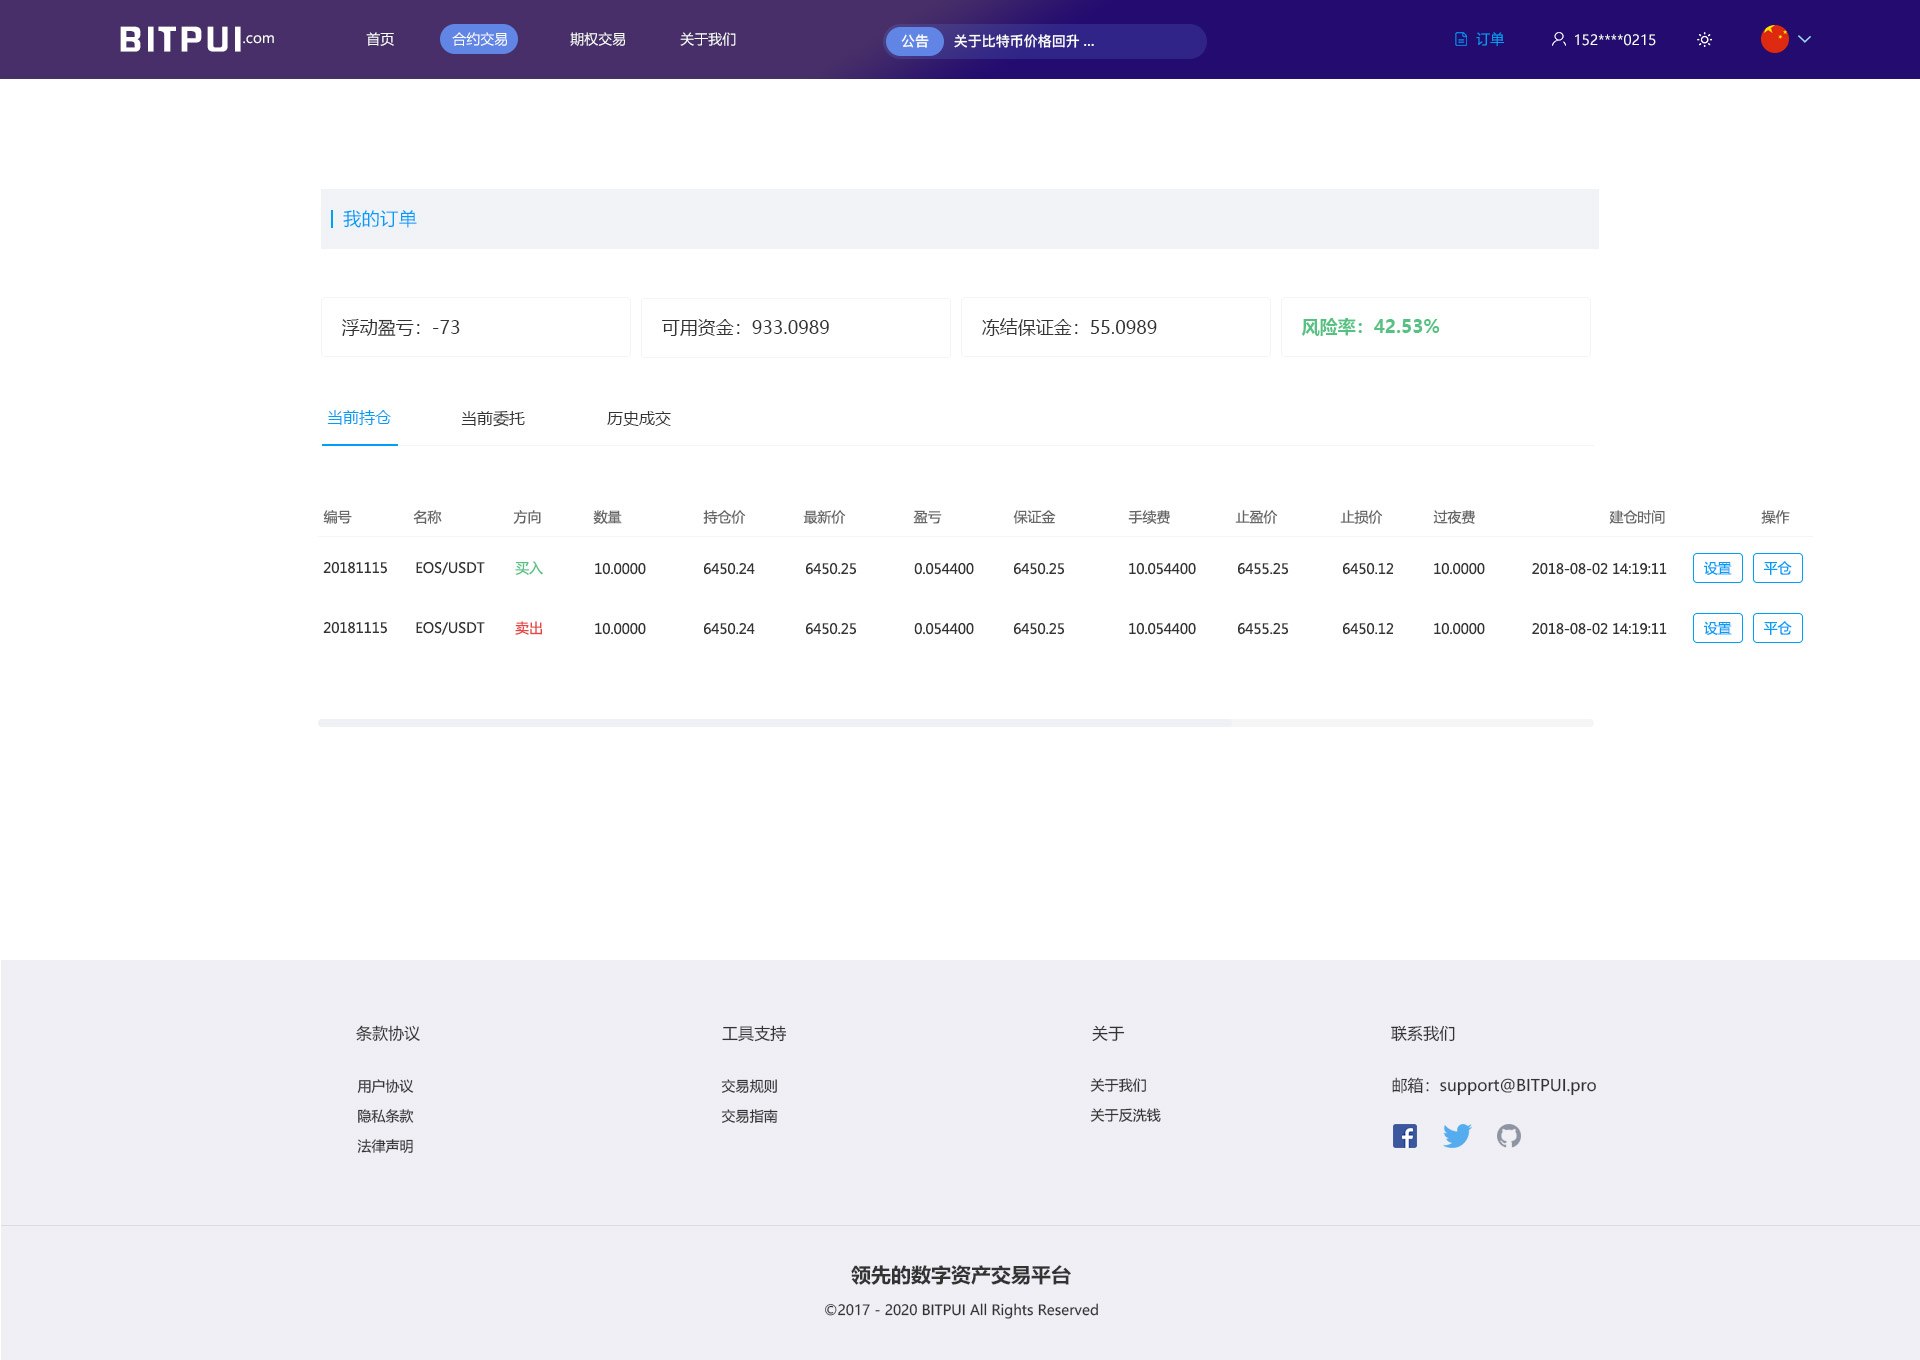 BITPUI.com 首页 合约交易 期权交易 关于我们 公告 关于比特币价格回升 ... 订单 152****0215
我的订单
浮动盈亏：-73 可用资金：933.0989 冻结保证金：55.0989 风险率：42.53%
当前持仓 当前委托 历史成交
编号 名称 方向 数量 持仓价 最新价 盈亏 保证金 手续费 止盈价 止损价 过夜费 建仓时间 操作
20181115 EOS/USDT 买入 10.0000 6450.24 6450.25 0.054400 6450.25 10.054400 6455.25 6450.12 10.0000 2018-08-02 14:19:11 设置 平仓
20181115 EOS/USDT 卖出 10.0000 6450.24 6450.25 0.054400 6450.25 10.054400 6455.25 6450.12 10.0000 2018-08-02 14:19:11 设置 平仓
条款协议 工具支持 关于 联系我们
用户协议 交易规则 关于我们 邮箱：support@BITPUI.pro
隐私条款 交易指南 关于反洗钱
法律声明
领先的数字资产交易平台
©2017 - 2020 BITPUI All Rights Reserved